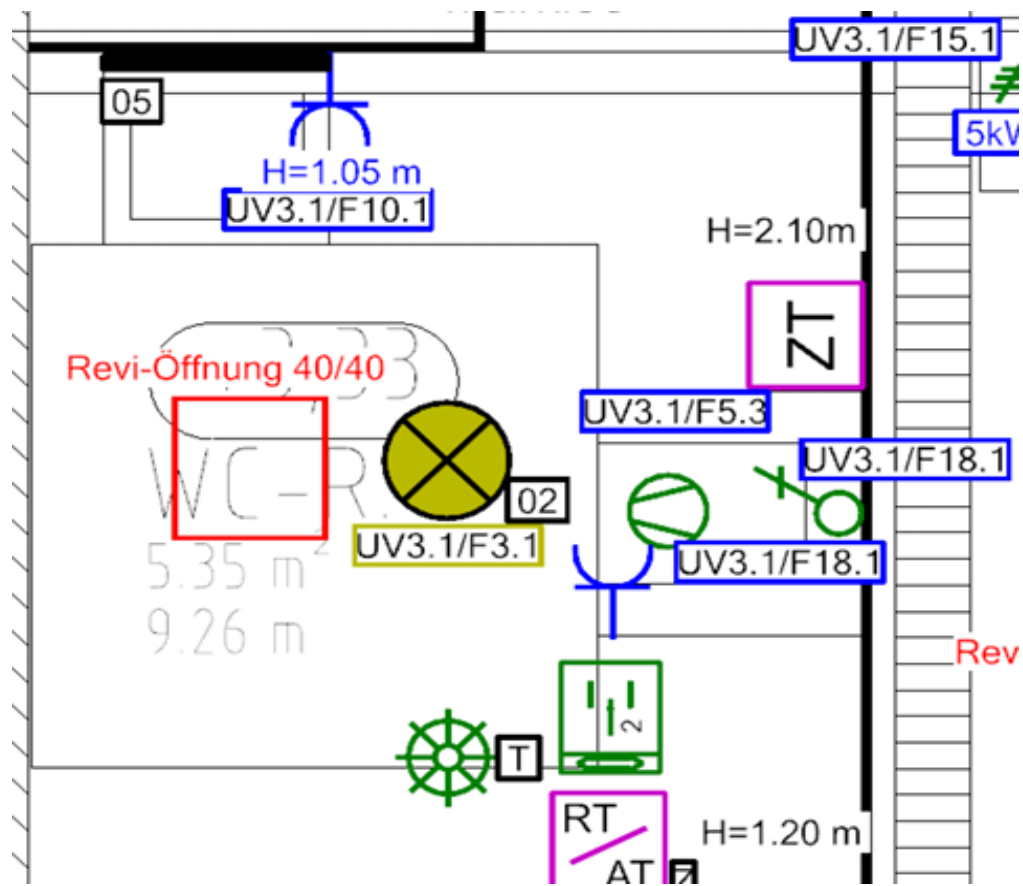 UV3.1/F15.1
05
5kW
H=1.05 m
UV3.1/F10.1
H=2.10m
ZT
Revi-Öffnung 40/40
UV3.1/F5.3
WC-R.
UV3.1/F18.1
02
UV3.1/F3.1
UV3.1/F18.1
5.35 m²
9.26 m
Rev
2
T
RT
H=1.20 m
AT